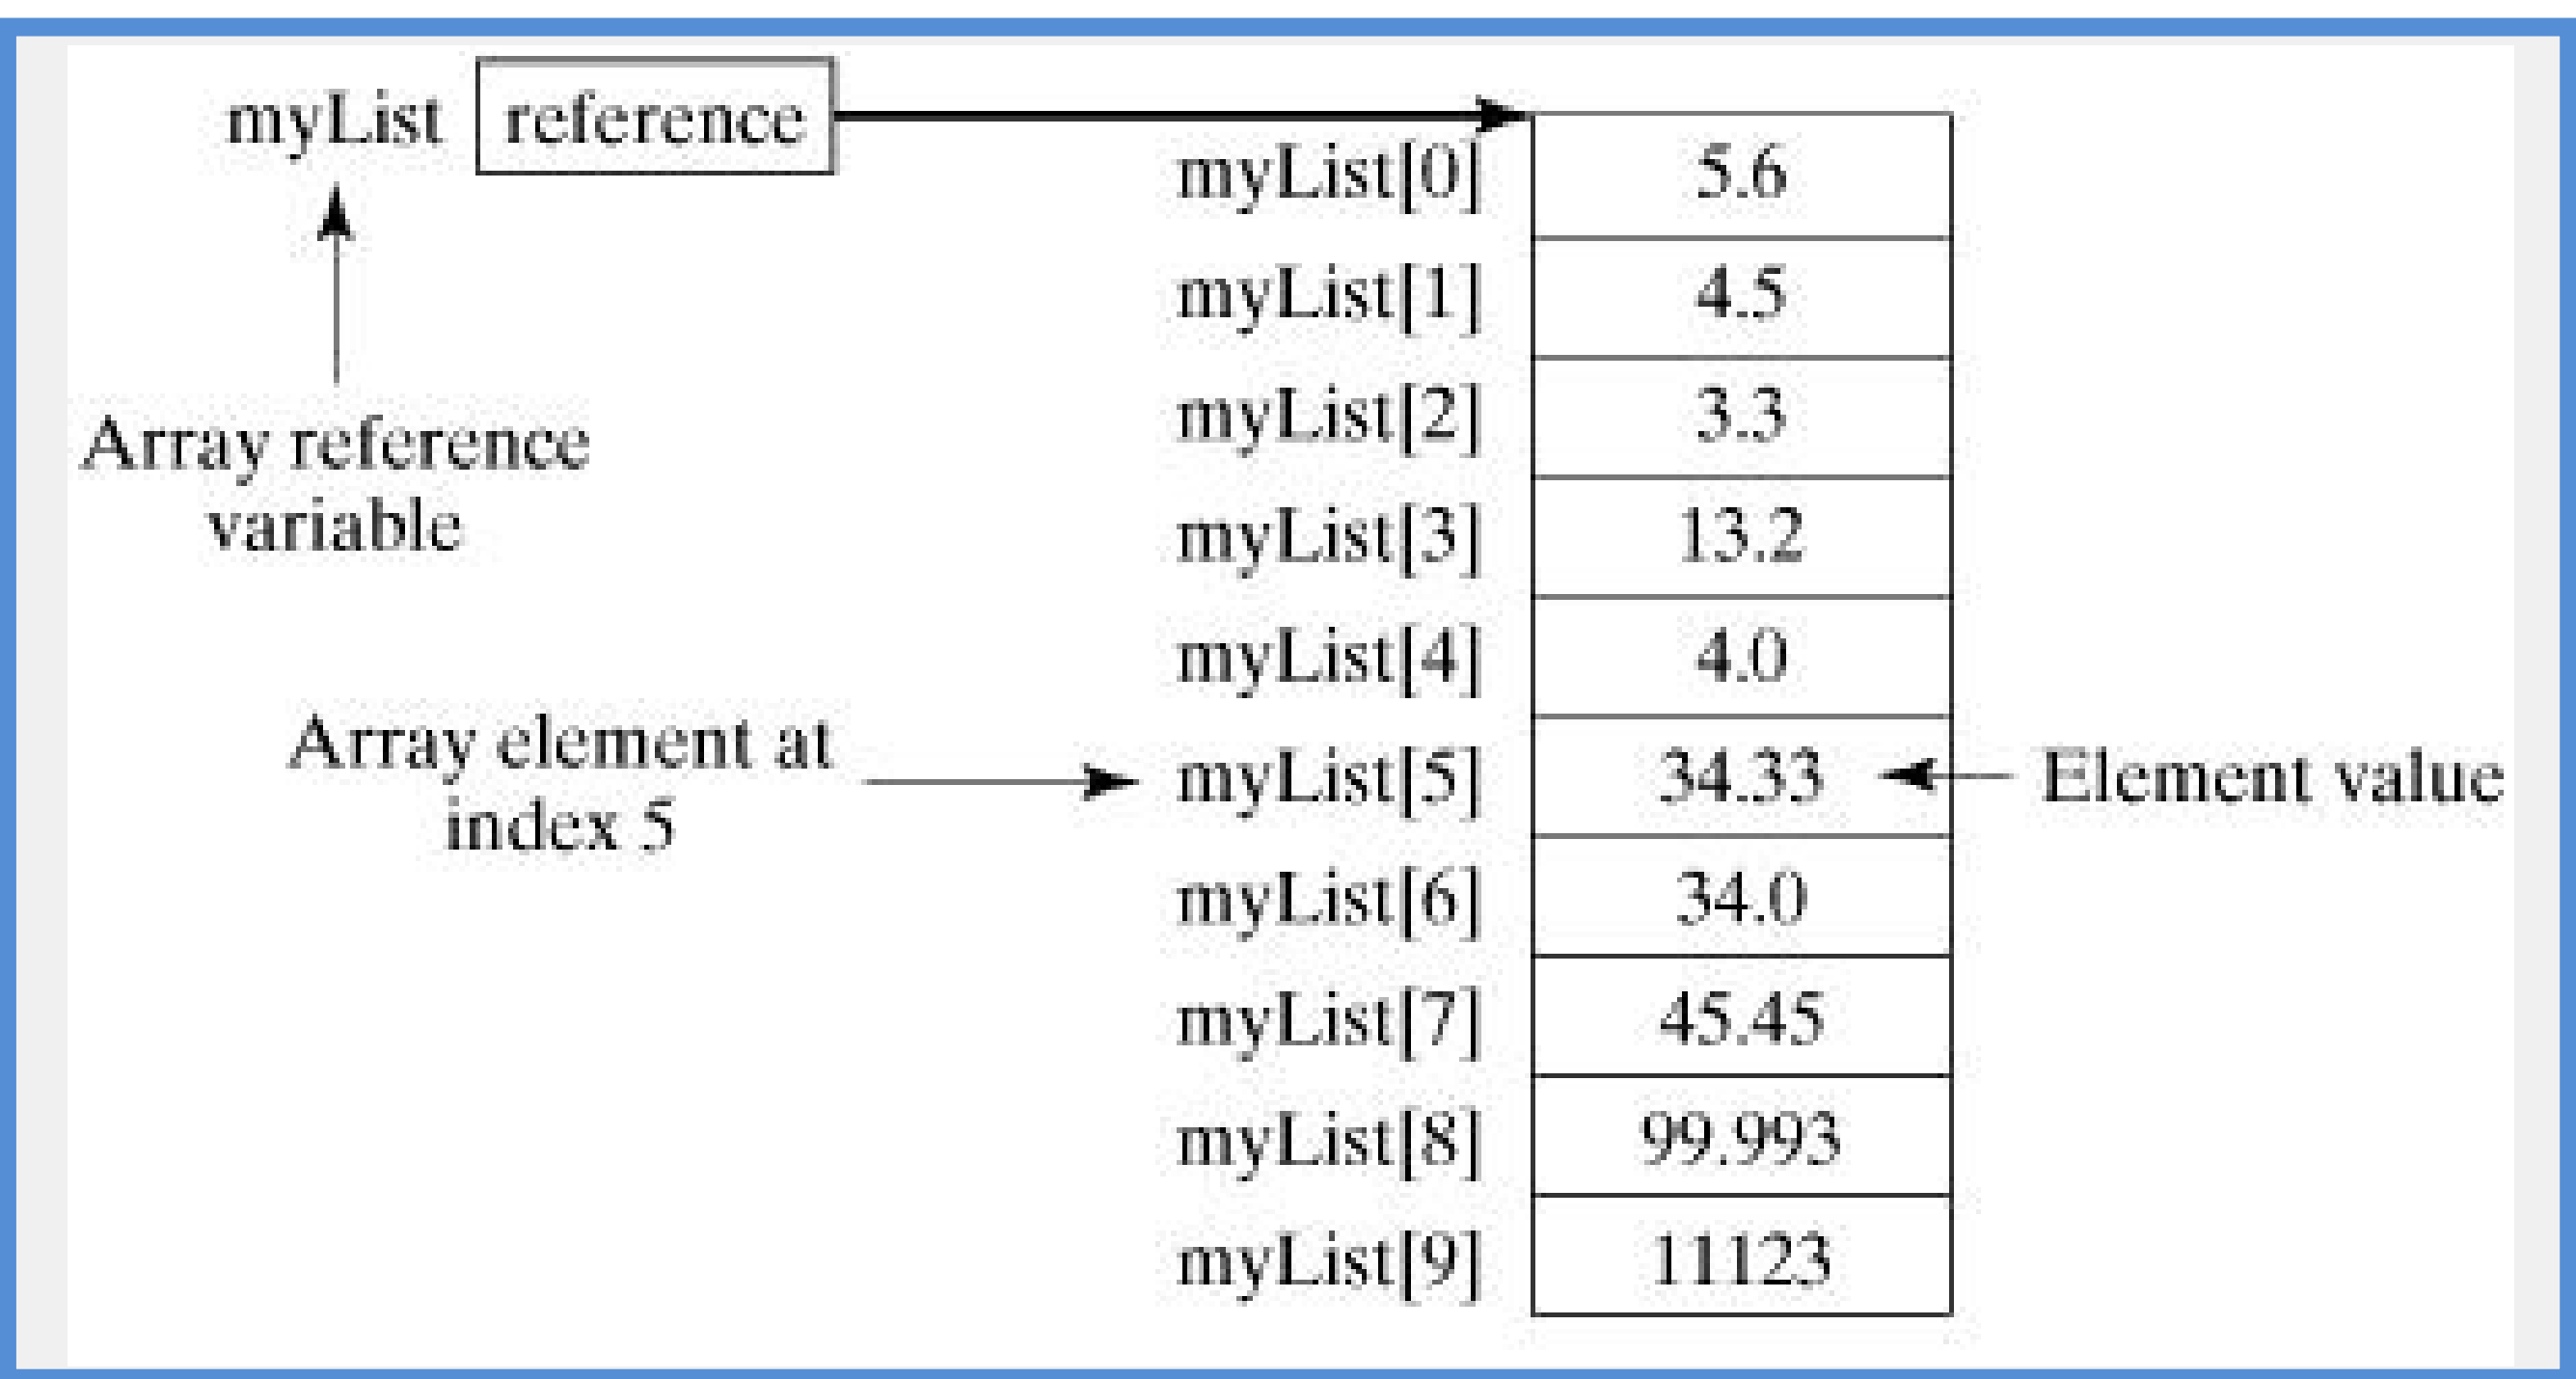 myList reference
myList[0] 5.6
myList[1] 4.5
myList[2] 3.3
Array reference
variable
myList[3] 13.2
myList[4] 4.0
Array element at
index 5
myList[5] 34.33 Element value
myList[6] 34.0
myList[7] 45.45
myList[8] 99.993
myList[9] 11123